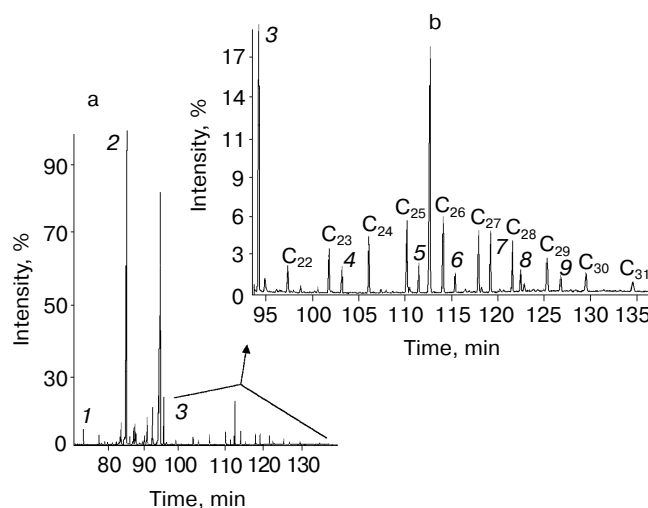 b
3
17
14
11
9
6
3
0
Intensity, %
C22
C23
4
C24
C25
5
C26
6
C27
7
C28
8
C29
9
C30
C31
95
100
105
110
115
120
125
130
135
Time, min
a
2
90
70
50
30
0
Intensity, %
1
3
80
90
100
110
120
130
Time, min